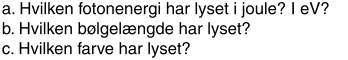 a. Hvilken fotonenergi har lyset i joule? I eV?
b. Hvilken bølgelængde har lyset?
c. Hvilken farve har lyset?